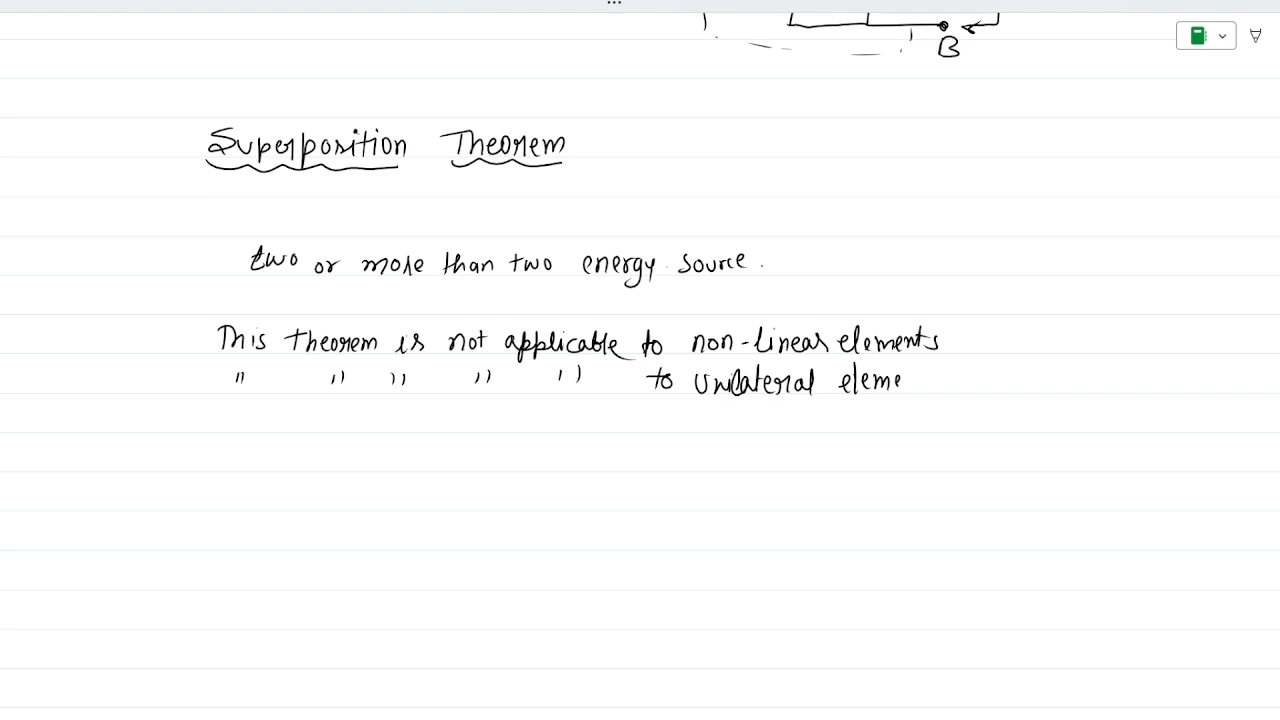 B
Superposition Theorem
two or more than two energy source.
This theorem is not applicable to non-linear elements
" " " " " to unilateral eleme